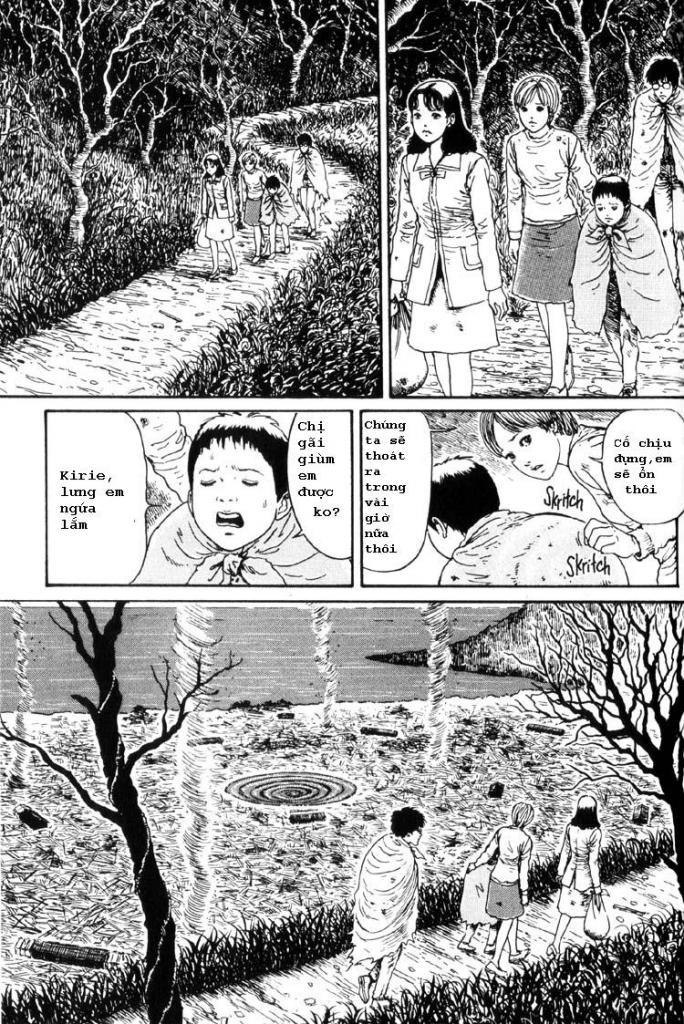 Kirie,
lưng em
ngứa
lắm
Chị
gãi
giùm
em
được
ko?
Chúng
ta sẽ
thoát
ra
trong
vài
giờ
nữa
thôi
Cố chịu
đựng,em
sẽ ổn
thôi
Skritch
Skritch